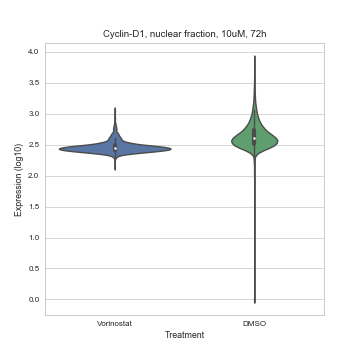 Cyclin-D1, nuclear fraction, 10uM, 72h
4.0
3.5
3.0
2.5
2.0
1.5
1.0
0.5
0.0
Expression (log10)
Vorinostat
DMSO
Treatment